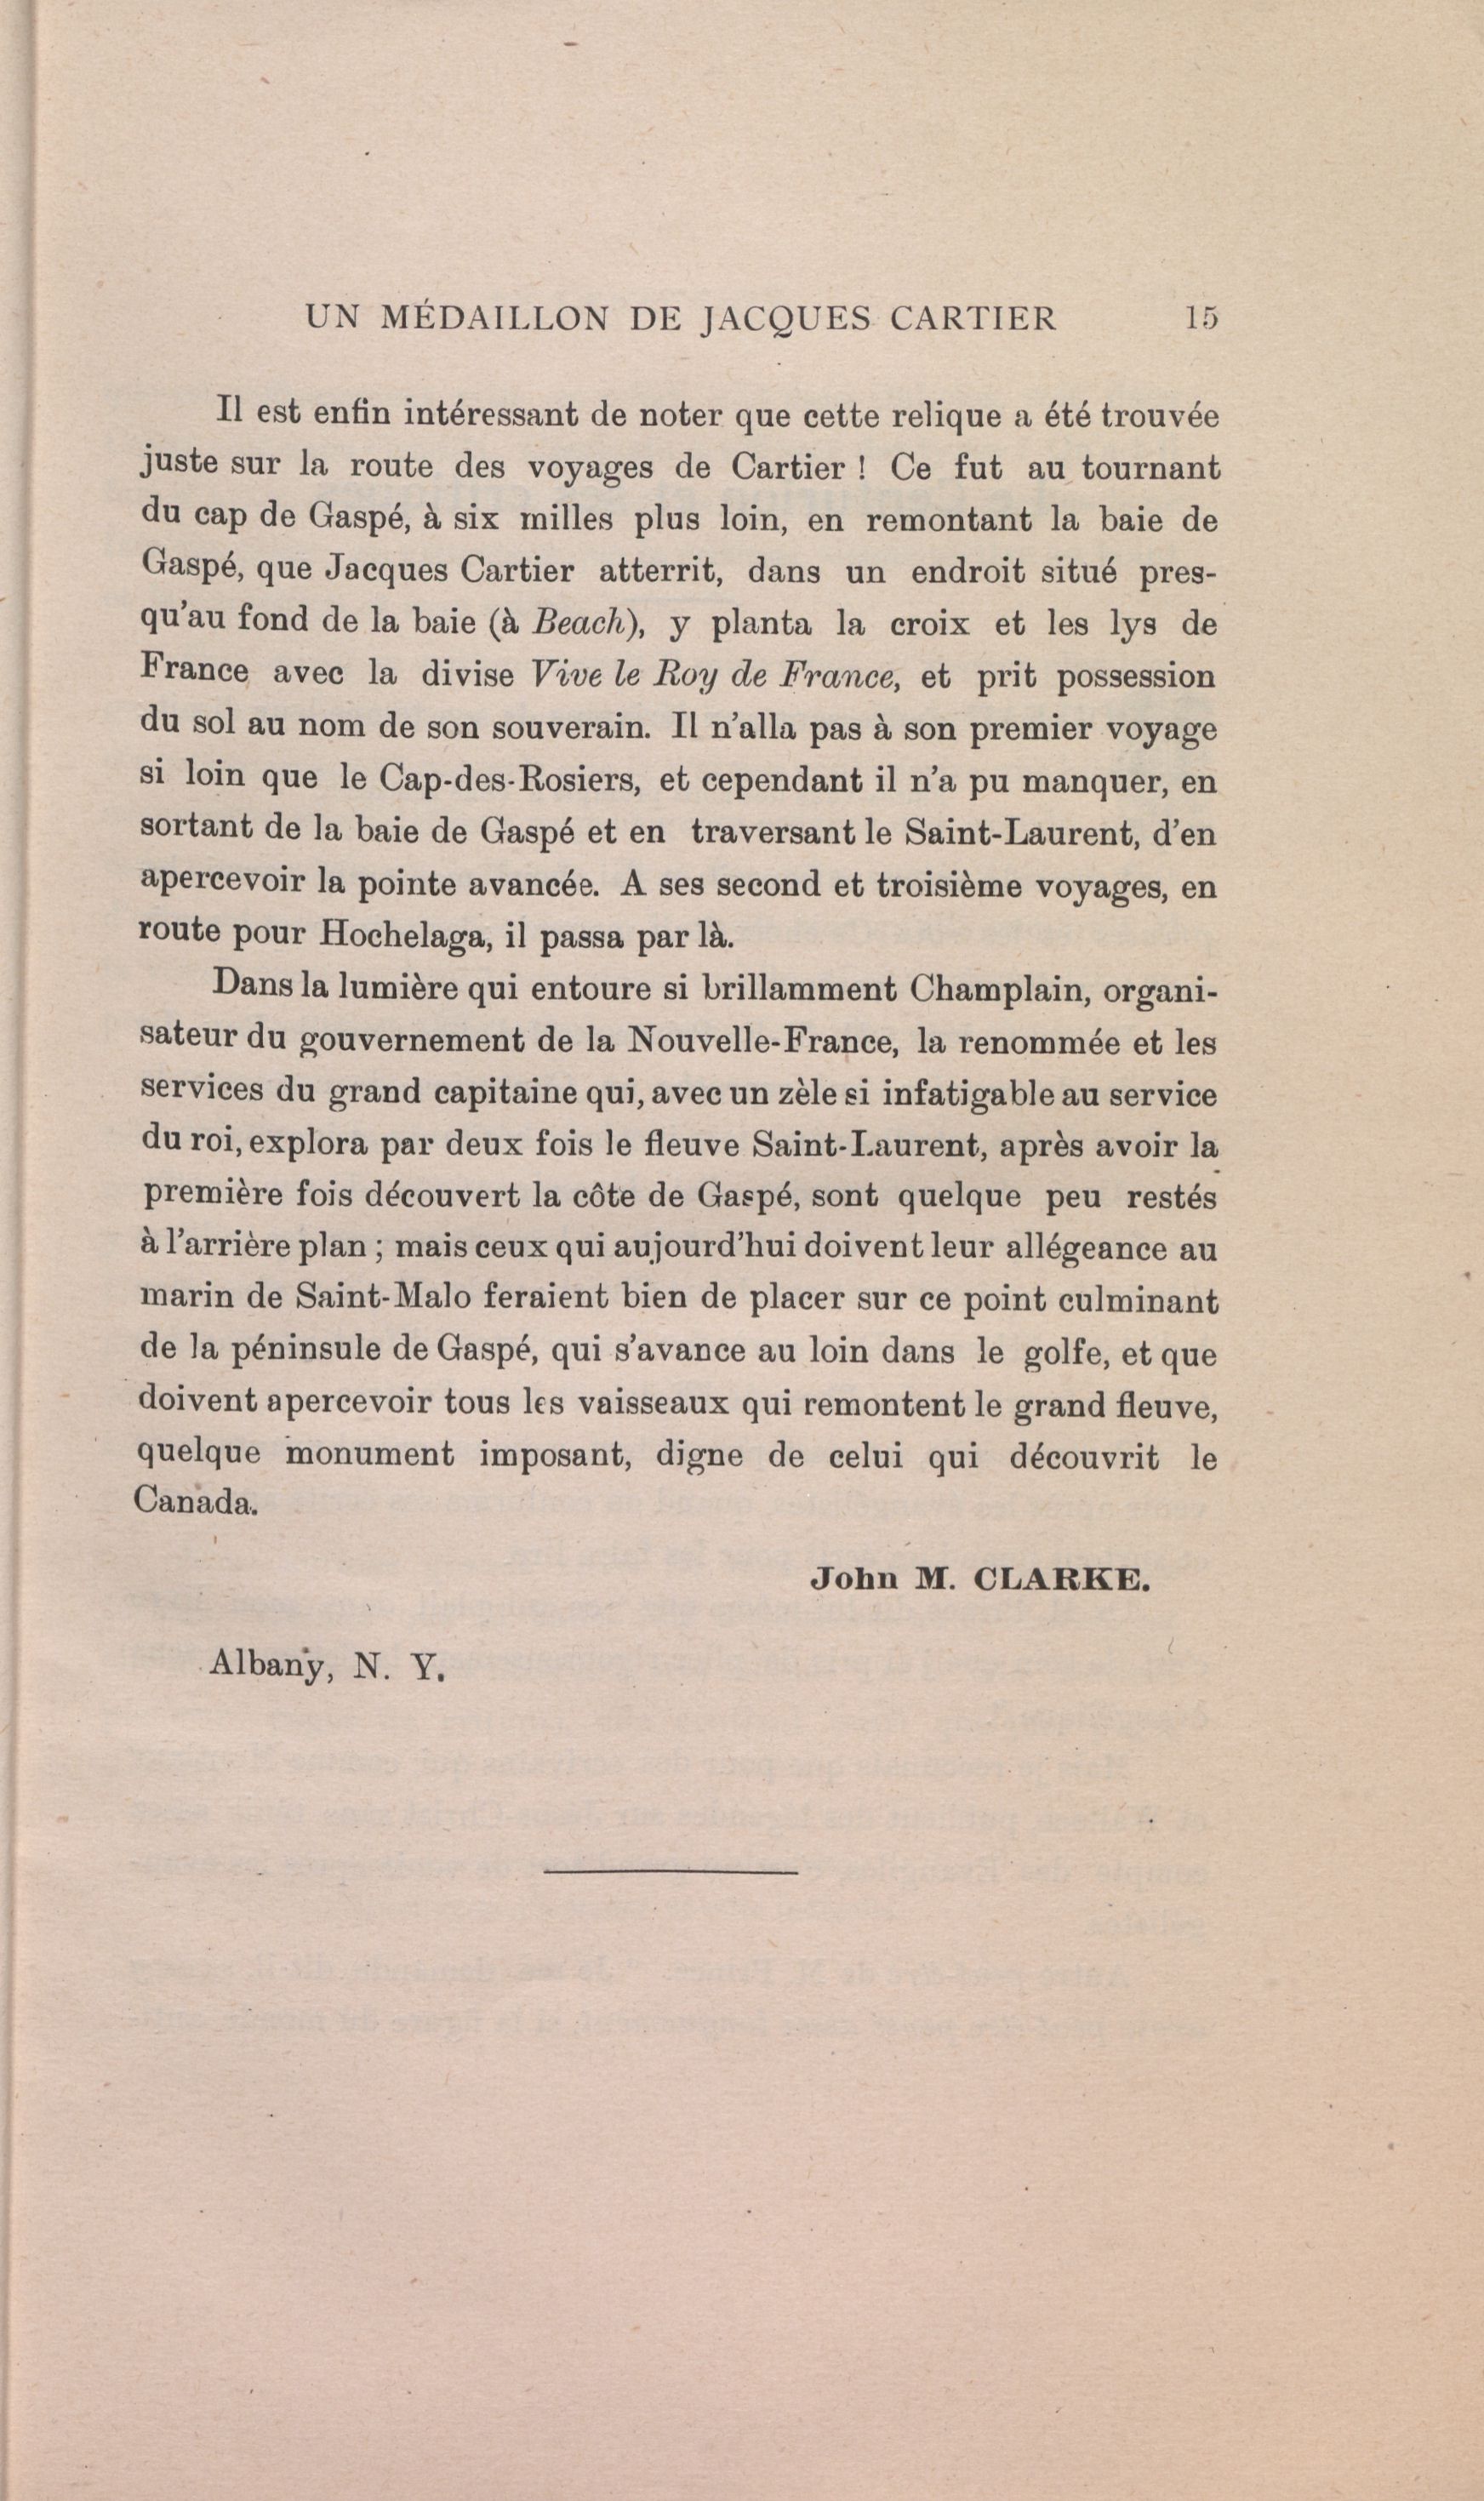 UN MÉDAILLON DE JACQUES CARTIER 15
Il est enfin intéressant de noter que cette relique a été trouvée
juste sur la route des voyages de Cartier ! Ce fut au tournant
du cap de Gaspé, à six milles plus loin, en remontant la baie de
Gaspé, que Jacques Cartier atterrit, dans un endroit situé pres-
qu'au fond de la baie (à Beach), y planta la croix et les lys de
France avec la divise Vive le Roy de France, et prit possession
du sol au nom de son souverain. Il n'alla pas à son premier voyage
si loin que le Cap-des-Rosiers, et cependant il n'a pu manquer, en
sortant de la baie de Gaspé et en traversant le Saint-Laurent, d'en
apercevoir la pointe avancée. A ses second et troisième voyages, en
route pour Hochelaga, il passa par là.
Dans la lumière qui entoure si brillamment Champlain, organi-
sateur du gouvernement de la Nouvelle-France, la renommée et les
services du grand capitaine qui, avec un zèle si infatigable au service
du roi, explora par deux fois le fleuve Saint-Laurent, après avoir la
première fois découvert la côte de Gaspé, sont quelque peu restés
à l'arrière plan ; mais ceux qui aujourd'hui doivent leur allégeance au
marin de Saint-Malo feraient bien de placer sur ce point culminant
de la péninsule de Gaspé, qui s'avance au loin dans le golfe, et que
doivent apercevoir tous les vaisseaux qui remontent le grand fleuve,
quelque monument imposant, digne de celui qui découvrit le
Canada.
John M. CLARKE.
Albany, N. Y.